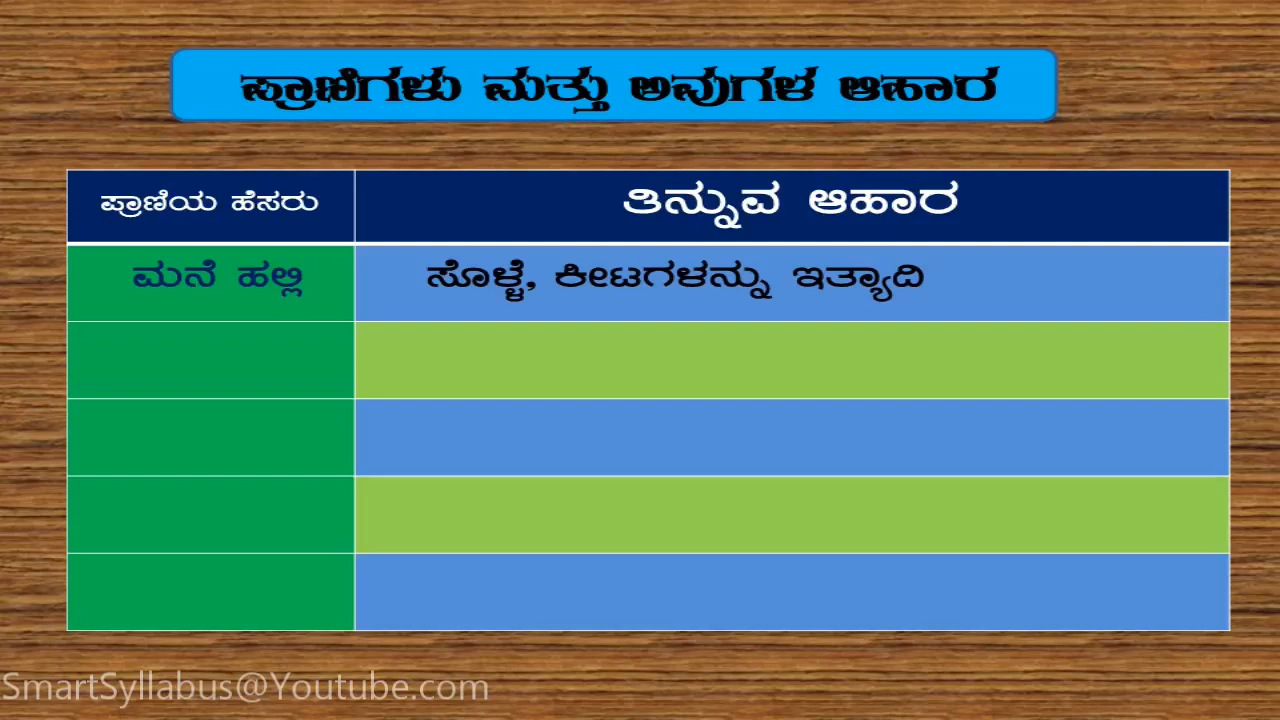 ಪ್ರಾಣಿಗಳು ಮತ್ತು ಅವುಗಳ ಆಹಾರ
ಪ್ರಾಣಿಯ ಹೆಸರು ತಿನ್ನುವ ಆಹಾರ
ಮನೆ ಹಲ್ಲಿ ಸೊಳ್ಳೆ, ಕೀಟಗಳನ್ನು ಇತ್ಯಾದಿ
SmartSyllabus@Youtube.com